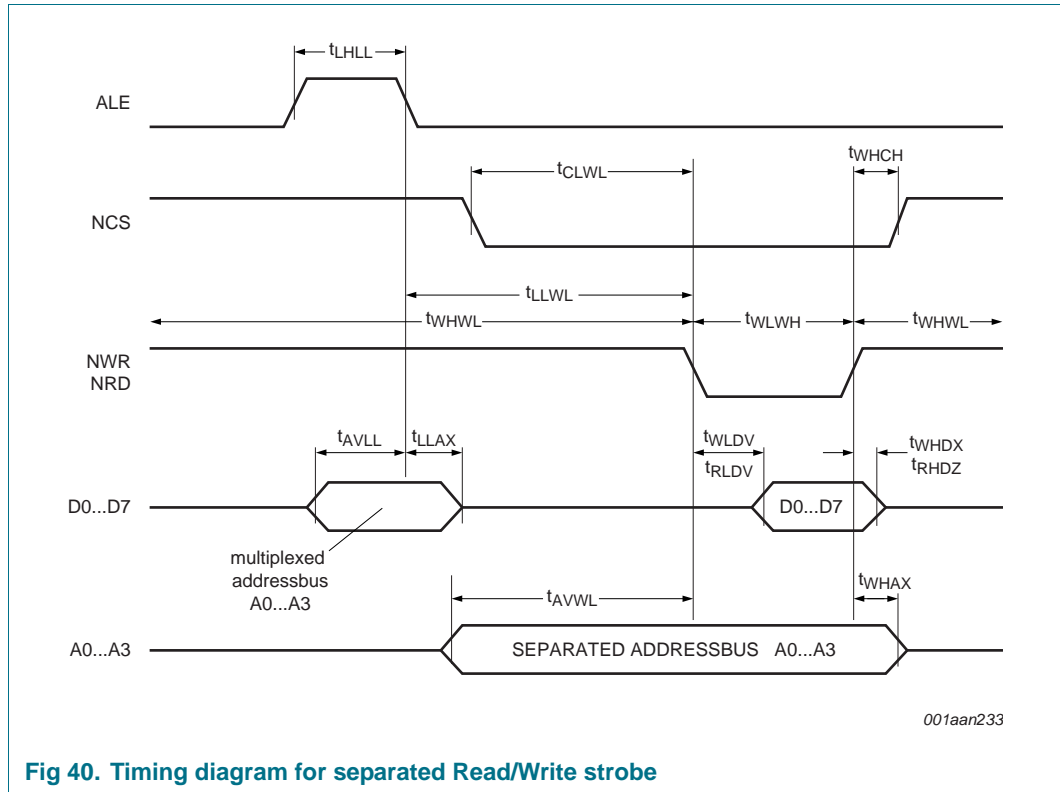 tLHLL
ALE
tWHCH
tCLWL
NCS
tLLWL
tWHWL
tWLWH
tWHWL
NWR
NRD
tAVLL
tLLAX
tWLDV
tRLDV
tWHDX
tRHDZ
D0...D7
D0...D7
multiplexed
addressbus
A0...A3
tAVWL
tWHAX
A0...A3
SEPARATED ADDRESSBUS A0...A3
001aan233
Fig 40. Timing diagram for separated Read/Write strobe